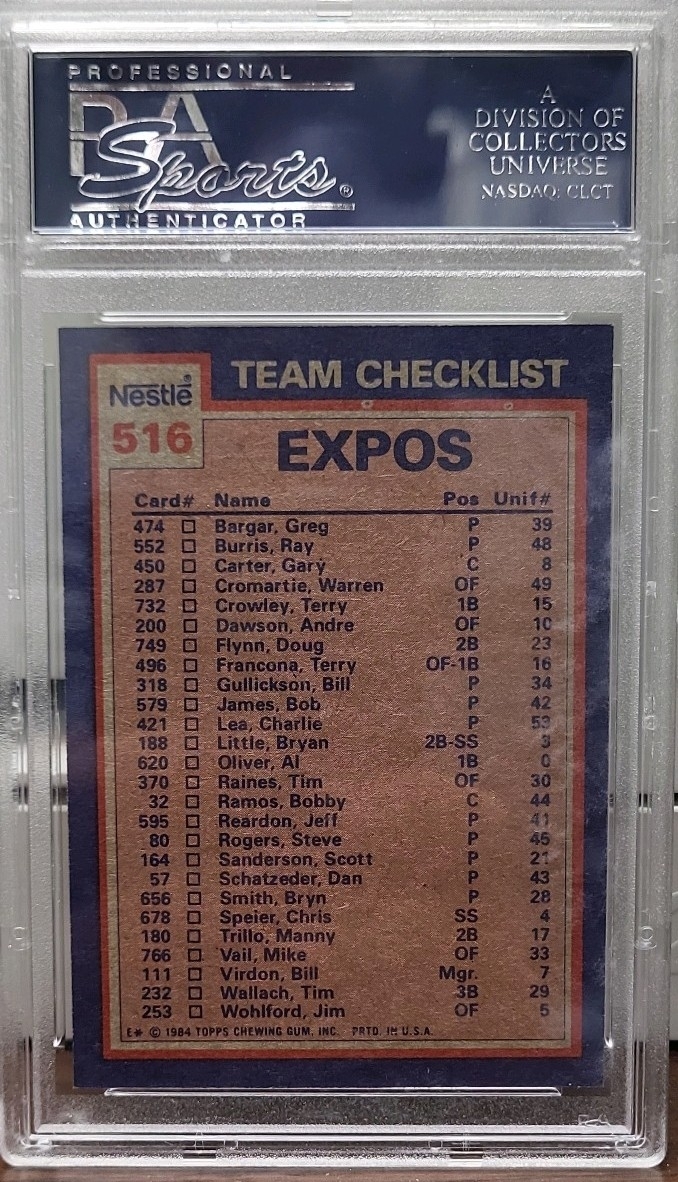 PROFESSIONAL
PSA
Sports®
AUTHENTICATOR
A
DIVISION OF
COLLECTORS
UNIVERSE
NASDAQ: CLCT
Nestlé®
516
TEAM CHECKLIST
EXPOS
Card# Name Pos Unif#
474 □ Bargar, Greg P 39
552 □ Burris, Ray P 48
450 □ Carter, Gary C 8
287 □ Cromartie, Warren OF 49
732 □ Crowley, Terry 1B 15
200 □ Dawson, Andre OF 10
749 □ Flynn, Doug 2B 23
496 □ Francona, Terry OF-1B 16
318 □ Gullickson, Bill P 34
579 □ James, Bob P 42
421 □ Lea, Charlie P 53
188 □ Little, Bryan 2B-SS 3
620 □ Oliver, Al 1B 0
370 □ Raines, Tim OF 30
32 □ Ramos, Bobby C 44
595 □ Reardon, Jeff P 41
80 □ Rogers, Steve P 45
164 □ Sanderson, Scott P 21
57 □ Schatzeder, Dan P 43
656 □ Smith, Bryn P 28
678 □ Speier, Chris SS 4
180 □ Trillo, Manny 2B 17
766 □ Vail, Mike OF 33
111 □ Virdon, Bill Mgr. 7
232 □ Wallach, Tim 3B 29
253 □ Wohlford, Jim OF 5
E* © 1984 TOPPS CHEWING GUM, INC. PRTD. IN U.S.A.